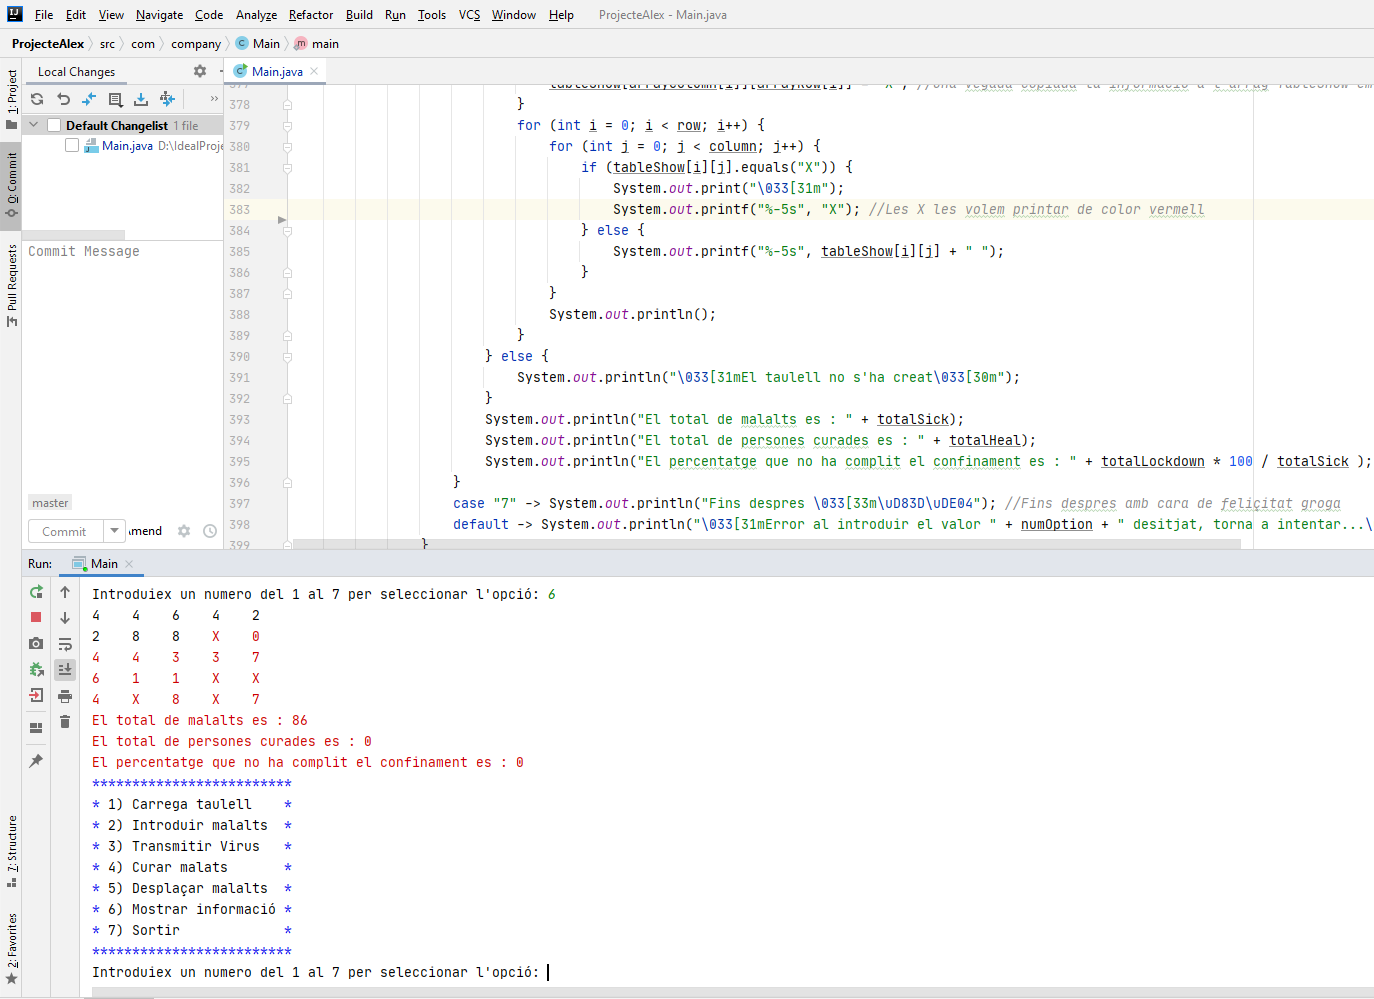 File Edit View Navigate Code Analyze Refactor Build Run Tools VCS Window Help ProjecteAlex - Main.java
ProjecteAlex src com company Main main
1: Project
0: Commit
Pull Requests
7: Structure
2: Favorites
Local Changes
Default Changelist 1 file
Main.java D:\IdealProje
Commit Message
master
Commit
Amend
Main.java
378 }
379 for (int i = 0; i < row; i++) {
380 for (int j = 0; j < column; j++) {
381 if (tableShow[i][j].equals("X")) {
382 System.out.print("\033[31m");
383 System.out.printf("%-5s", "X"); //Les X les volem printar de color vermell
384 } else {
385 System.out.printf("%-5s", tableShow[i][j] + " ");
386 }
387 }
388 System.out.println();
389 }
390 } else {
391 System.out.println("\033[31mEl taulell no s'ha creat\033[30m");
392 }
393 System.out.println("El total de malalts es : " + totalSick);
394 System.out.println("El total de persones curades es : " + totalHeal);
395 System.out.println("El percentatge que no ha complit el confinament es : " + totalLockdown * 100 / totalSick );
396 }
397 case "7" -> System.out.println("Fins despres \033[33m\uD83D\uDE04"); //Fins despres amb cara de feliçitat groga
398 default -> System.out.println("\033[31mError al introduir el valor " + numOption + " desitjat, torna a intentar...\
399 }
Run: Main
Introduiex un numero del 1 al 7 per seleccionar l'opció: 6
4 4 6 4 2
2 8 8 X 0
4 4 3 3 7
6 1 1 X X
4 X 8 X 7
El total de malalts es : 86
El total de persones curades es : 0
El percentatge que no ha complit el confinament es : 0
*************************
* 1) Carrega taulell *
* 2) Introduir malalts *
* 3) Transmitir Virus *
* 4) Curar malats *
* 5) Desplaçar malalts *
* 6) Mostrar informació *
* 7) Sortir *
*************************
Introduiex un numero del 1 al 7 per seleccionar l'opció: